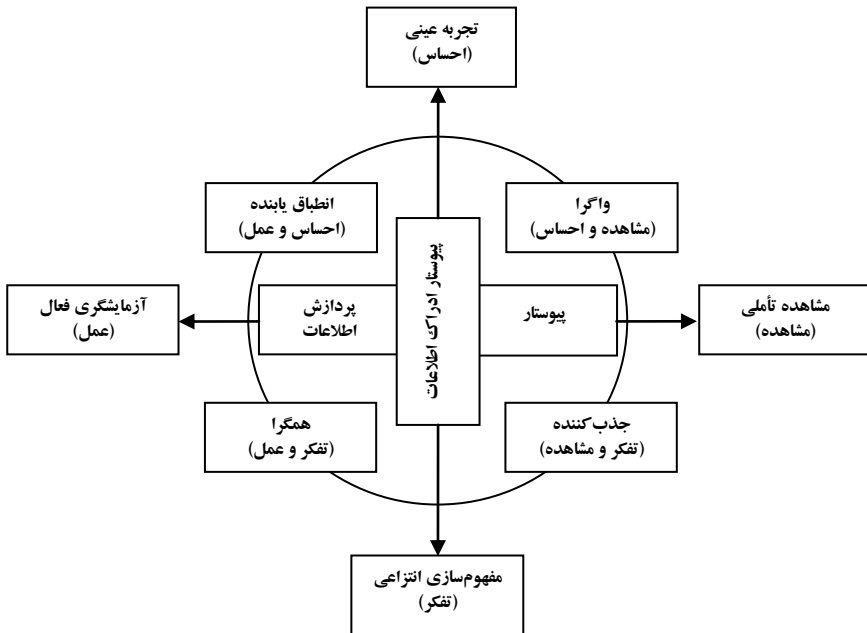 تجربه عینی
(احساس)
انطباق یابنده
(احساس و عمل)
واگرا
(مشاهده و احساس)
پیوستار ادراک اطلاعات
آزمایشگری فعال
(عمل)
پردازش
اطلاعات
پیوستار
مشاهده تأملی
(مشاهده)
همگرا
(تفکر و عمل)
جذب‌کننده
(تفکر و مشاهده)
مفهوم‌سازی انتزاعی
(تفکر)